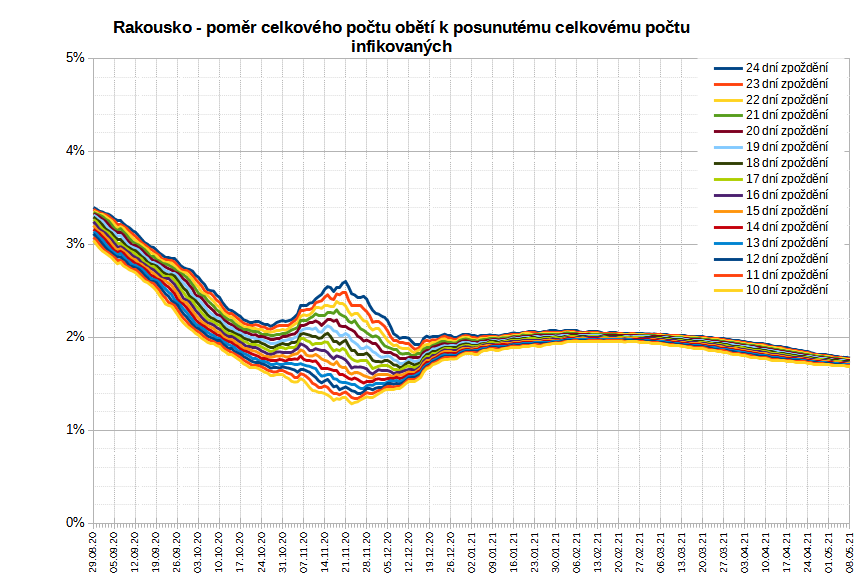 Rakousko - poměr celkového počtu obětí k posunutému celkovému počtu
infikovaných
5%
4%
3%
2%
1%
0%
24 dní zpoždění
23 dní zpoždění
22 dní zpoždění
21 dní zpoždění
20 dní zpoždění
19 dní zpoždění
18 dní zpoždění
17 dní zpoždění
16 dní zpoždění
15 dní zpoždění
14 dní zpoždění
13 dní zpoždění
12 dní zpoždění
11 dní zpoždění
10 dní zpoždění
29.08.20
05.09.20
12.09.20
19.09.20
26.09.20
03.10.20
10.10.20
17.10.20
24.10.20
31.10.20
07.11.20
14.11.20
21.11.20
28.11.20
05.12.20
12.12.20
19.12.20
26.12.20
02.01.21
09.01.21
16.01.21
23.01.21
30.01.21
06.02.21
13.02.21
20.02.21
27.02.21
06.03.21
13.03.21
20.03.21
27.03.21
03.04.21
10.04.21
17.04.21
24.04.21
01.05.21
08.05.21